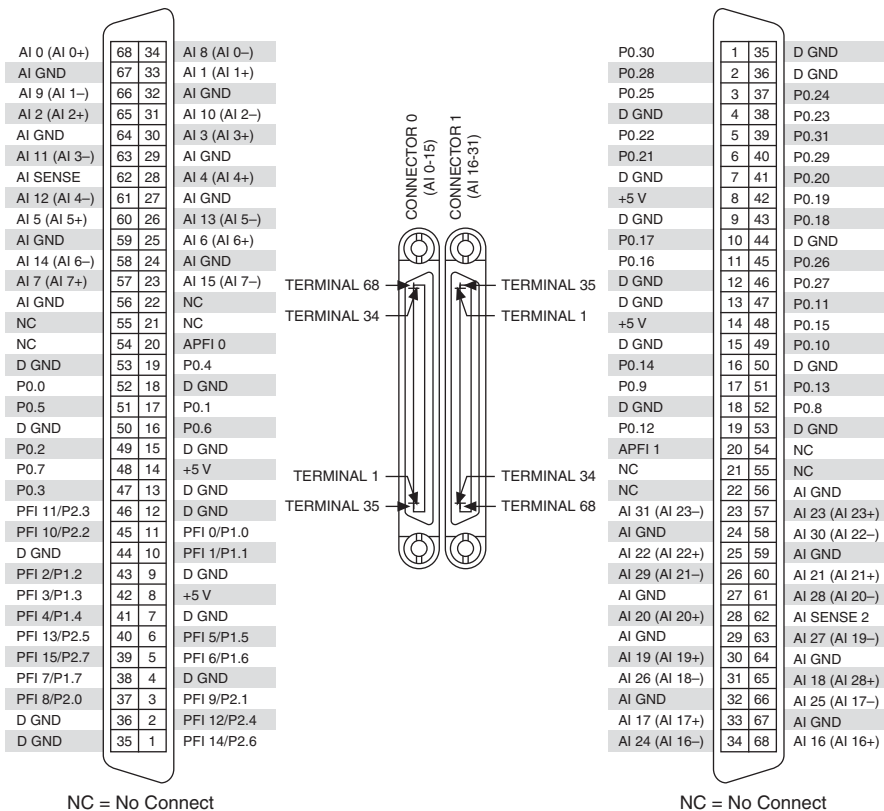 AI 0 (AI 0+) 68 34 AI 8 (AI 0–)
AI GND 67 33 AI 1 (AI 1+)
AI 9 (AI 1–) 66 32 AI GND
AI 2 (AI 2+) 65 31 AI 10 (AI 2–)
AI GND 64 30 AI 3 (AI 3+)
AI 11 (AI 3–) 63 29 AI GND
AI SENSE 62 28 AI 4 (AI 4+)
AI 12 (AI 4–) 61 27 AI GND
AI 5 (AI 5+) 60 26 AI 13 (AI 5–)
AI GND 59 25 AI 6 (AI 6+)
AI 14 (AI 6–) 58 24 AI GND
AI 7 (AI 7+) 57 23 AI 15 (AI 7–)
AI GND 56 22 NC
NC 55 21 NC
NC 54 20 APFI 0
D GND 53 19 P0.4
P0.0 52 18 D GND
P0.5 51 17 P0.1
D GND 50 16 P0.6
P0.2 49 15 D GND
P0.7 48 14 +5 V
P0.3 47 13 D GND
PFI 11/P2.3 46 12 D GND
PFI 10/P2.2 45 11 PFI 0/P1.0
D GND 44 10 PFI 1/P1.1
PFI 2/P1.2 43 9 D GND
PFI 3/P1.3 42 8 +5 V
PFI 4/P1.4 41 7 D GND
PFI 13/P2.5 40 6 PFI 5/P1.5
PFI 15/P2.7 39 5 PFI 6/P1.6
PFI 7/P1.7 38 4 D GND
PFI 8/P2.0 37 3 PFI 9/P2.1
D GND 36 2 PFI 12/P2.4
D GND 35 1 PFI 14/P2.6
NC = No Connect
CONNECTOR 0
(AI 0-15)
CONNECTOR 1
(AI 16-31)
TERMINAL 68
TERMINAL 34
TERMINAL 35
TERMINAL 1
TERMINAL 1
TERMINAL 35
TERMINAL 34
TERMINAL 68
P0.30 1 35 D GND
P0.28 2 36 D GND
P0.25 3 37 P0.24
D GND 4 38 P0.23
P0.22 5 39 P0.31
P0.21 6 40 P0.29
D GND 7 41 P0.20
+5 V 8 42 P0.19
D GND 9 43 P0.18
P0.17 10 44 D GND
P0.16 11 45 P0.26
D GND 12 46 P0.27
D GND 13 47 P0.11
+5 V 14 48 P0.15
D GND 15 49 P0.10
P0.14 16 50 D GND
P0.9 17 51 P0.13
D GND 18 52 P0.8
P0.12 19 53 D GND
APFI 1 20 54 NC
NC 21 55 NC
NC 22 56 AI GND
AI 31 (AI 23–) 23 57 AI 23 (AI 23+)
AI GND 24 58 AI 30 (AI 22–)
AI 22 (AI 22+) 25 59 AI GND
AI 29 (AI 21–) 26 60 AI 21 (AI 21+)
AI GND 27 61 AI 28 (AI 20–)
AI 20 (AI 20+) 28 62 AI SENSE 2
AI GND 29 63 AI 27 (AI 19–)
AI 19 (AI 19+) 30 64 AI GND
AI 26 (AI 18–) 31 65 AI 18 (AI 28+)
AI GND 32 66 AI 25 (AI 17–)
AI 17 (AI 17+) 33 67 AI GND
AI 24 (AI 16–) 34 68 AI 16 (AI 16+)
NC = No Connect